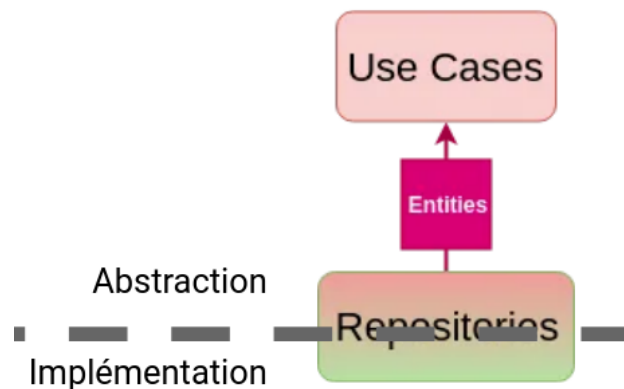 Use Cases
Entities
Abstraction
Repositories
Implémentation